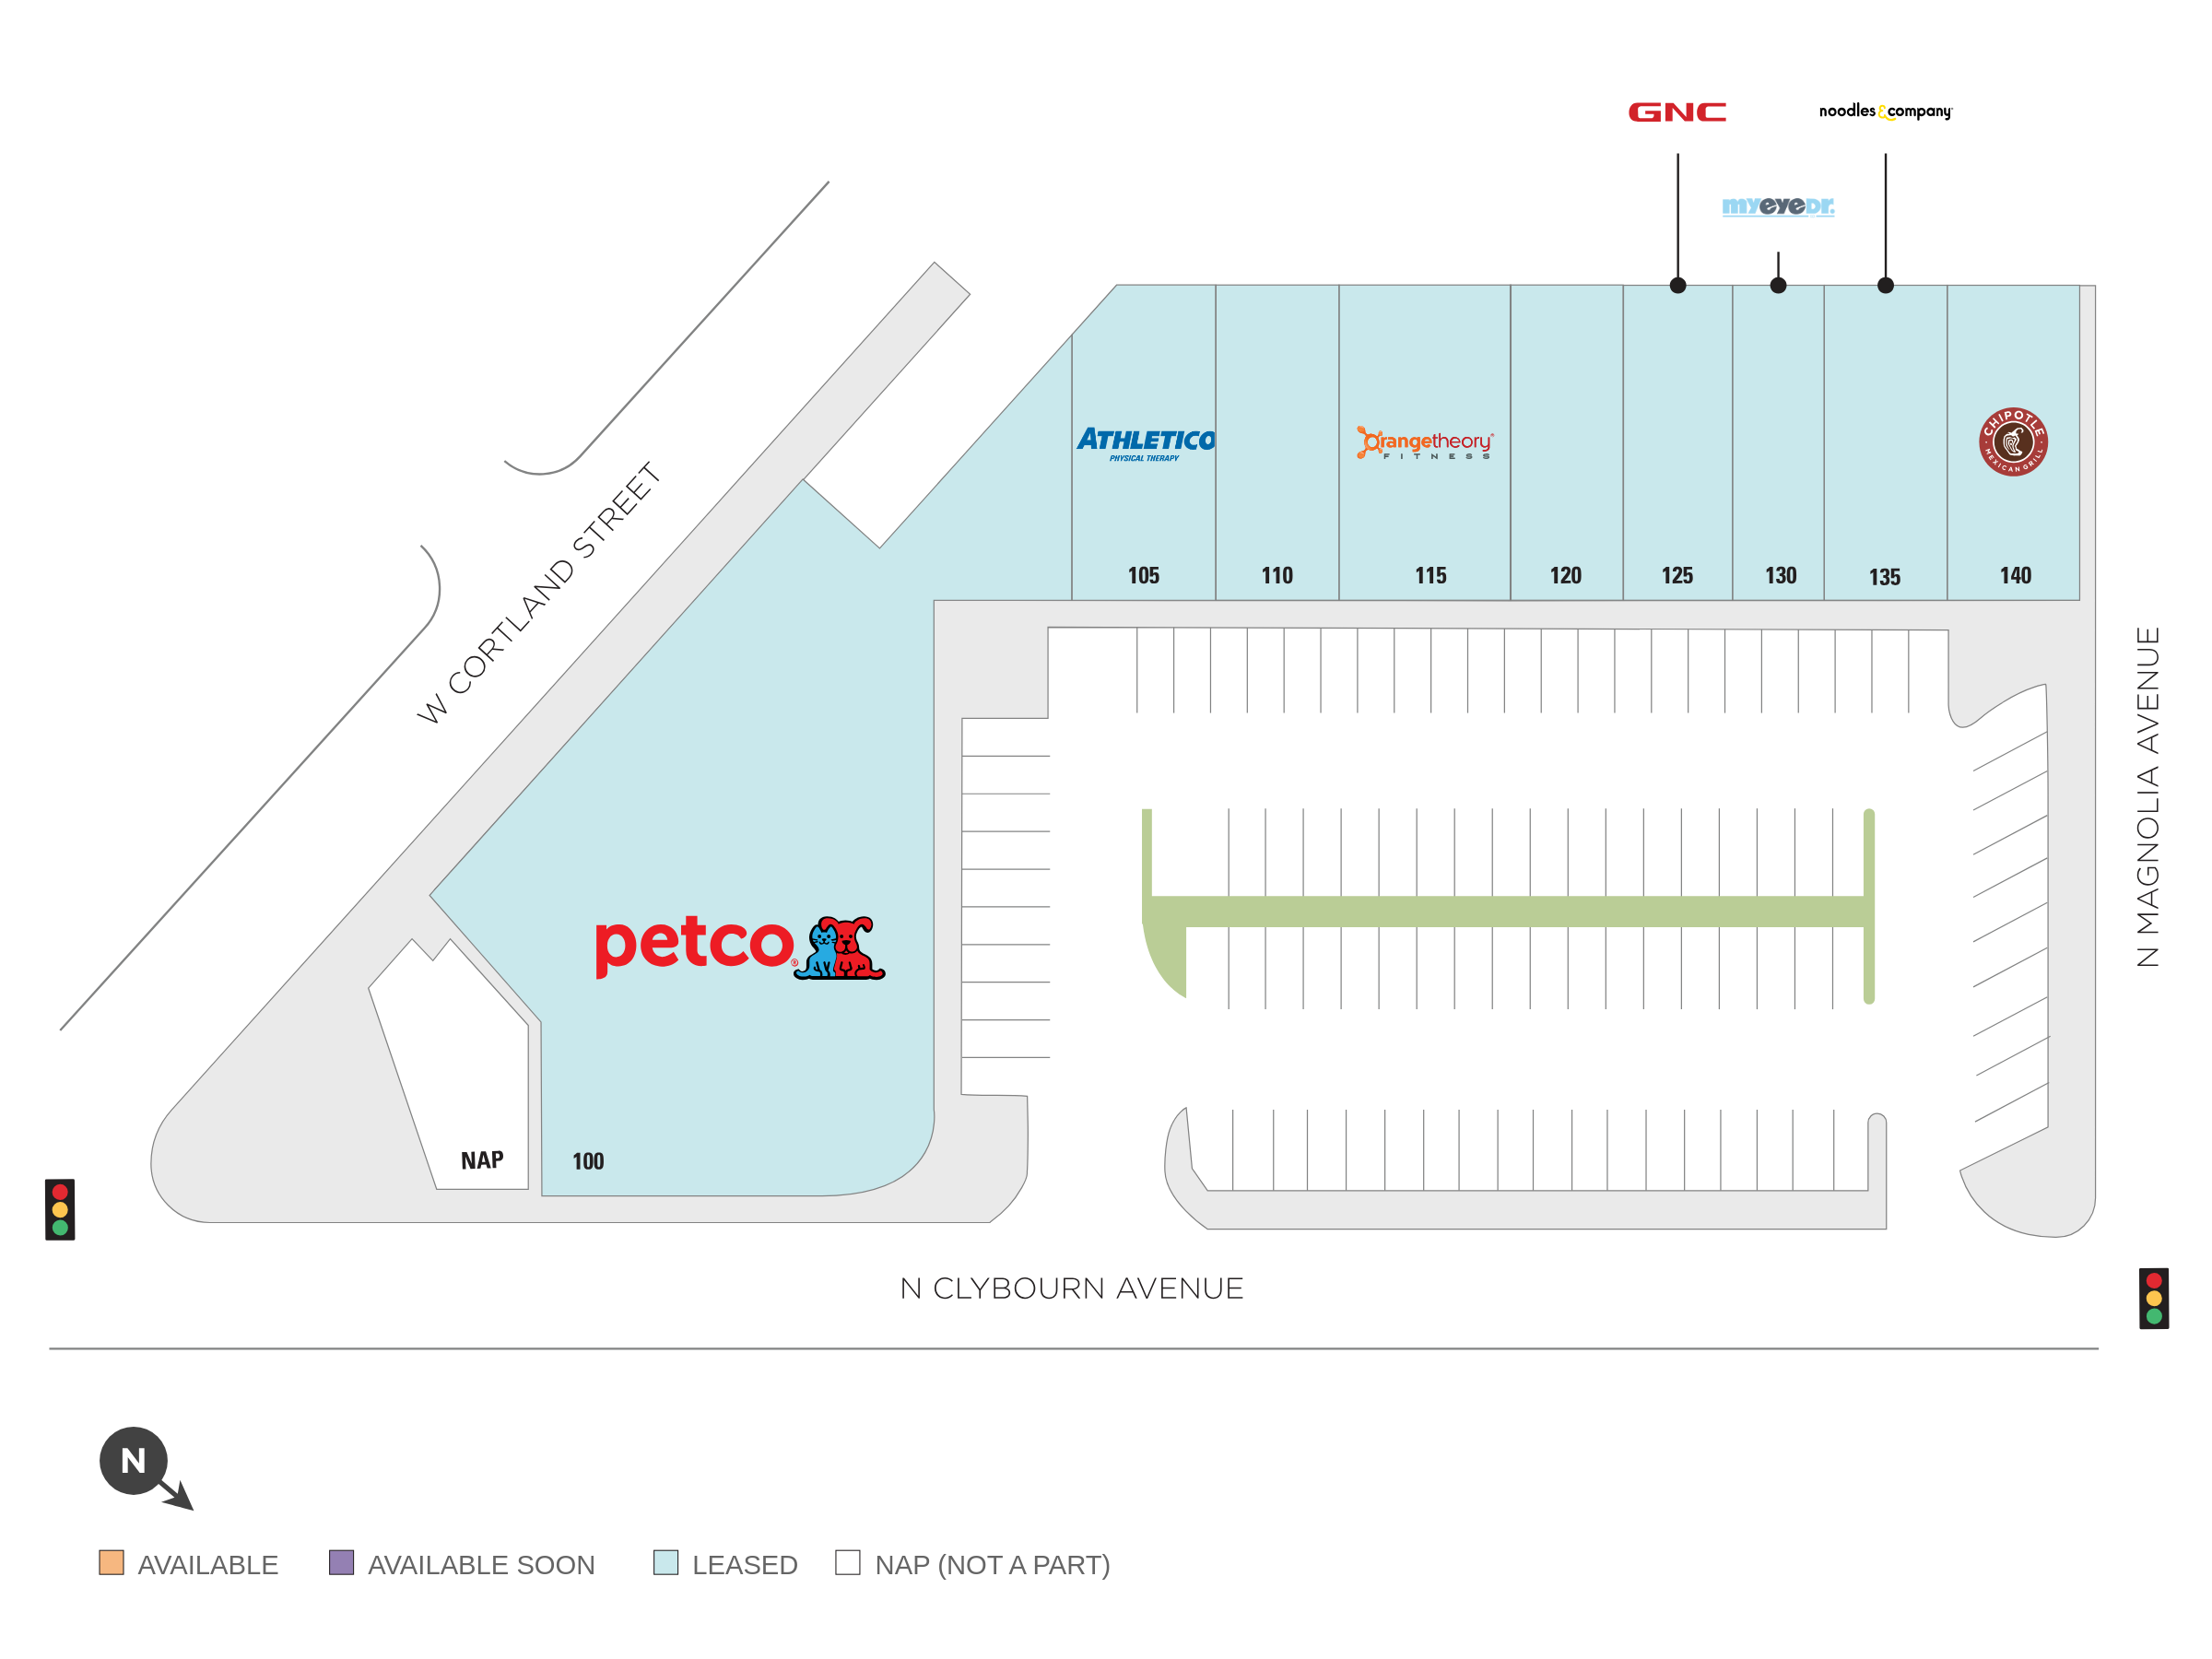 GNC
noodles&company
myeyeDr.
ATHLETICO
PHYSICAL THERAPY
orangetheory®
FITNESS
CHIPOTLE
MEXICAN GRILL
105
110
115
120
125
130
135
140
W CORTLAND STREET
N MAGNOLIA AVENUE
petco®
NAP
100
N CLYBOURN AVENUE
N
AVAILABLE
AVAILABLE SOON
LEASED
NAP (NOT A PART)